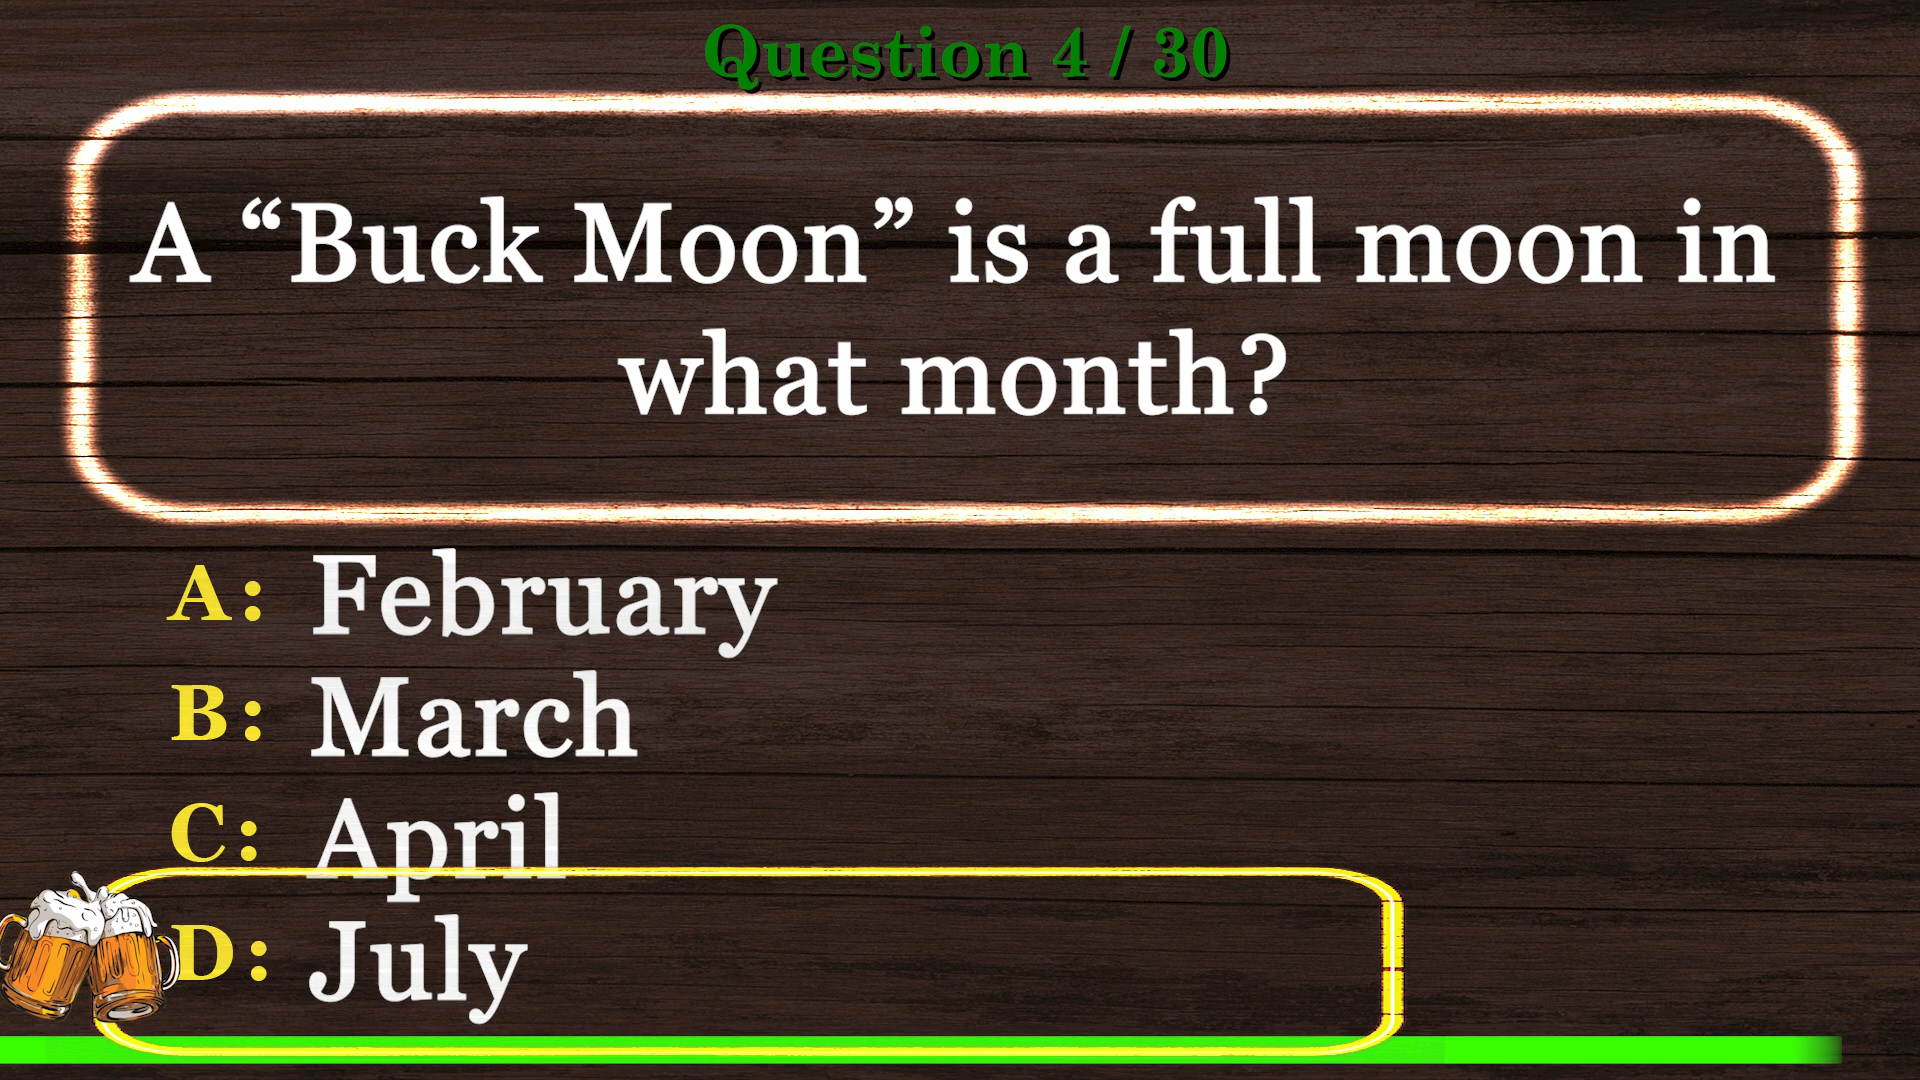 Question 4 / 30
A “Buck Moon” is a full moon in
what month?
A: February
B: March
C: April
D: July